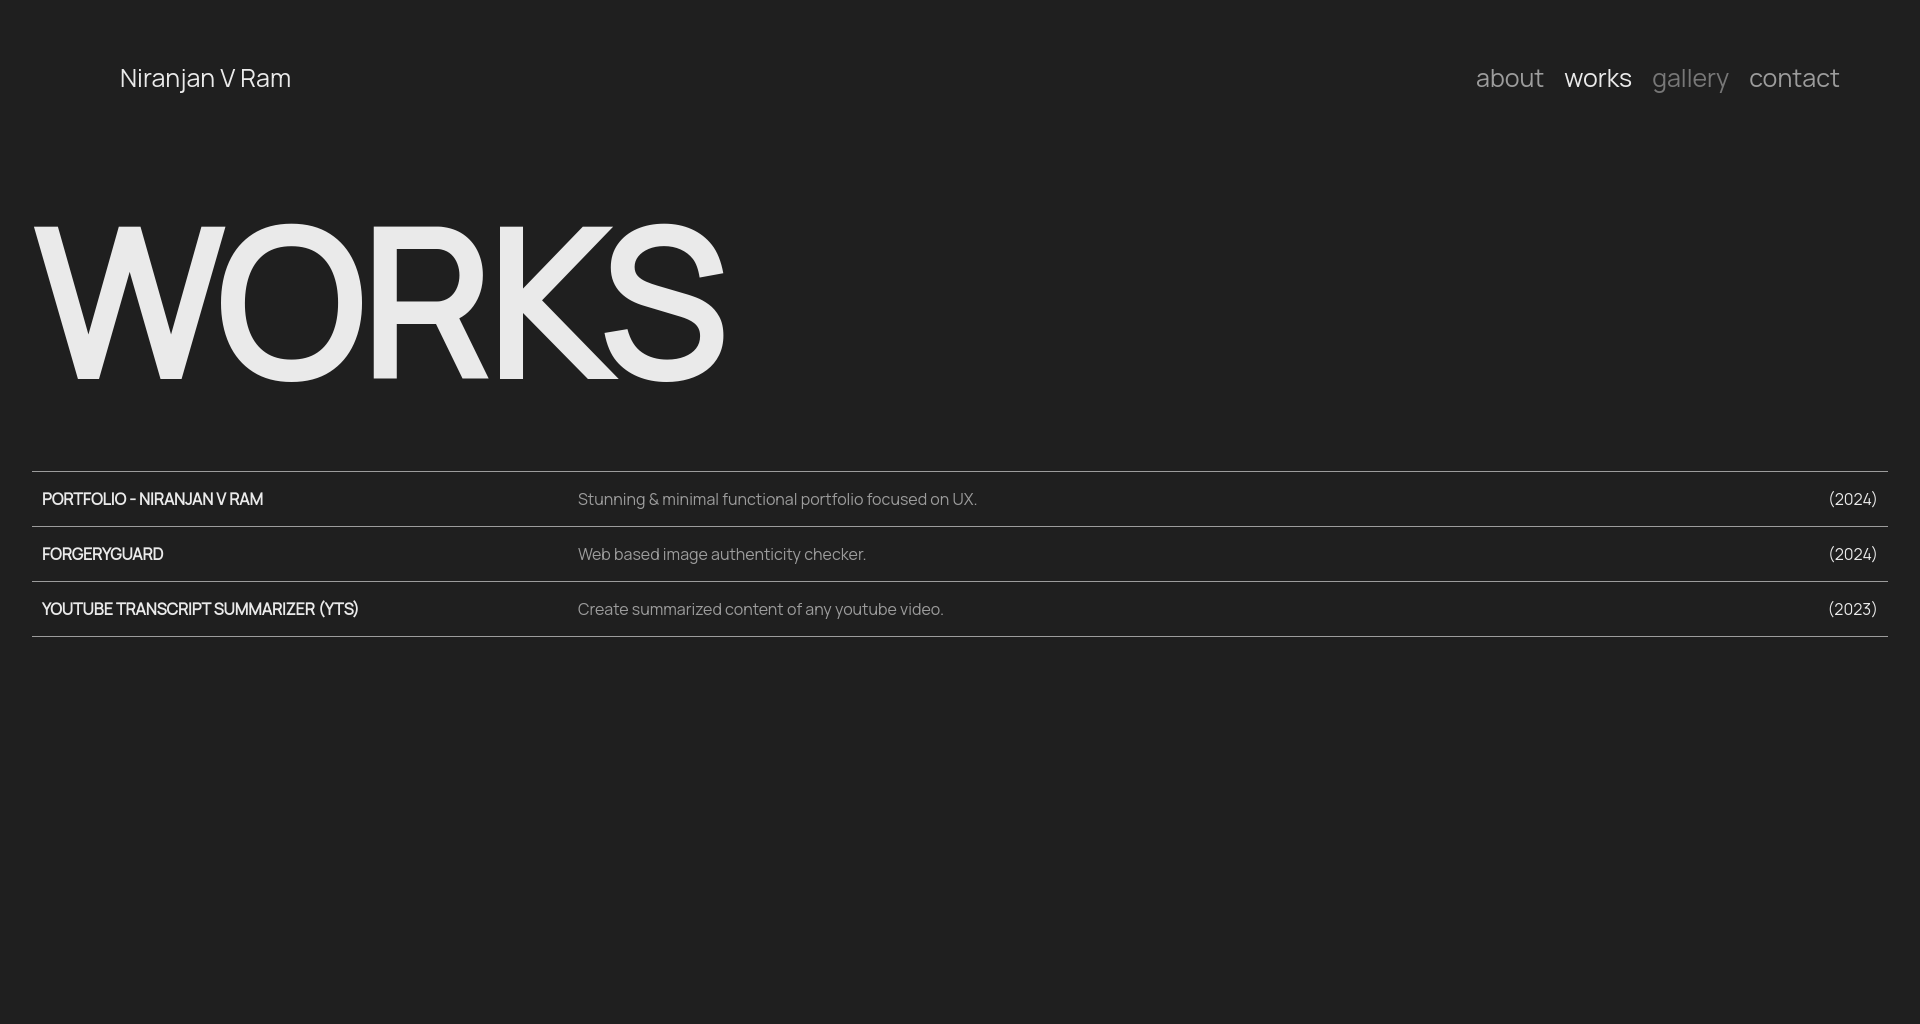 Niranjan V Ram
about works gallery contact
WORKS
PORTFOLIO - NIRANJAN V RAM Stunning & minimal functional portfolio focused on UX. (2024)
FORGERYGUARD Web based image authenticity checker. (2024)
YOUTUBE TRANSCRIPT SUMMARIZER (YTS) Create summarized content of any youtube video. (2023)